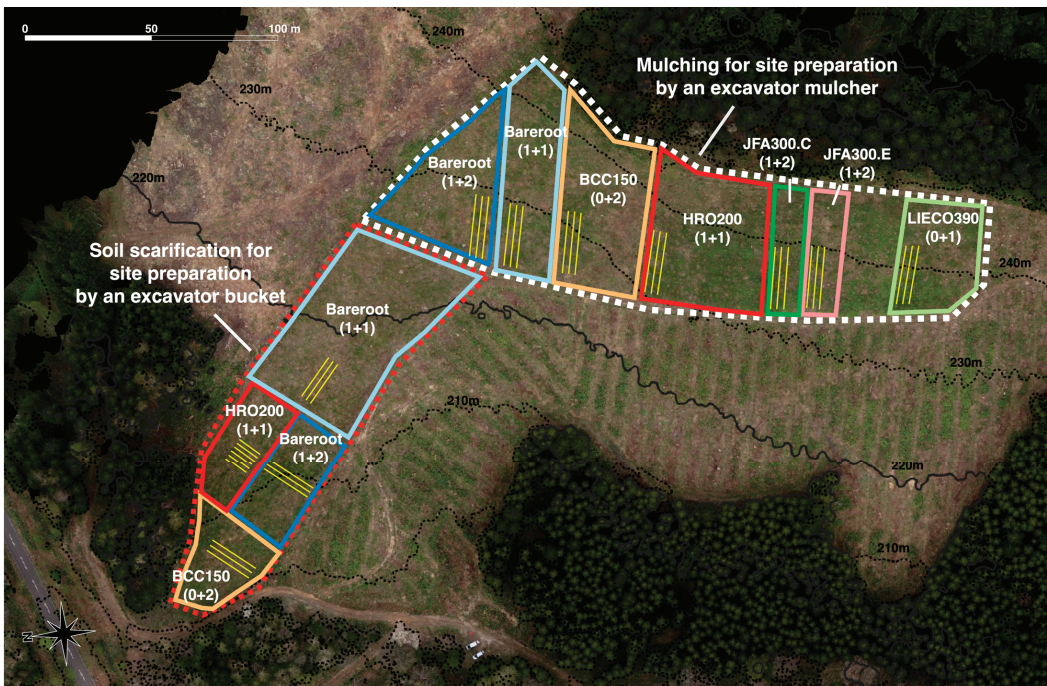 0 50 100 m
240m
230m
220m
Mulching for site preparation
by an excavator mulcher
Bareroot
(1+2)
Bareroot
(1+1)
BCC150
(0+2)
HRO200
(1+1)
JFA300.C
(1+2)
JFA300.E
(1+2)
LIECO390
(0+1)
240m
230m
220m
210m
Soil scarification for
site preparation
by an excavator bucket
Bareroot
(1+1)
210m
HRO200
(1+1)
Bareroot
(1+2)
BCC150
(0+2)
N